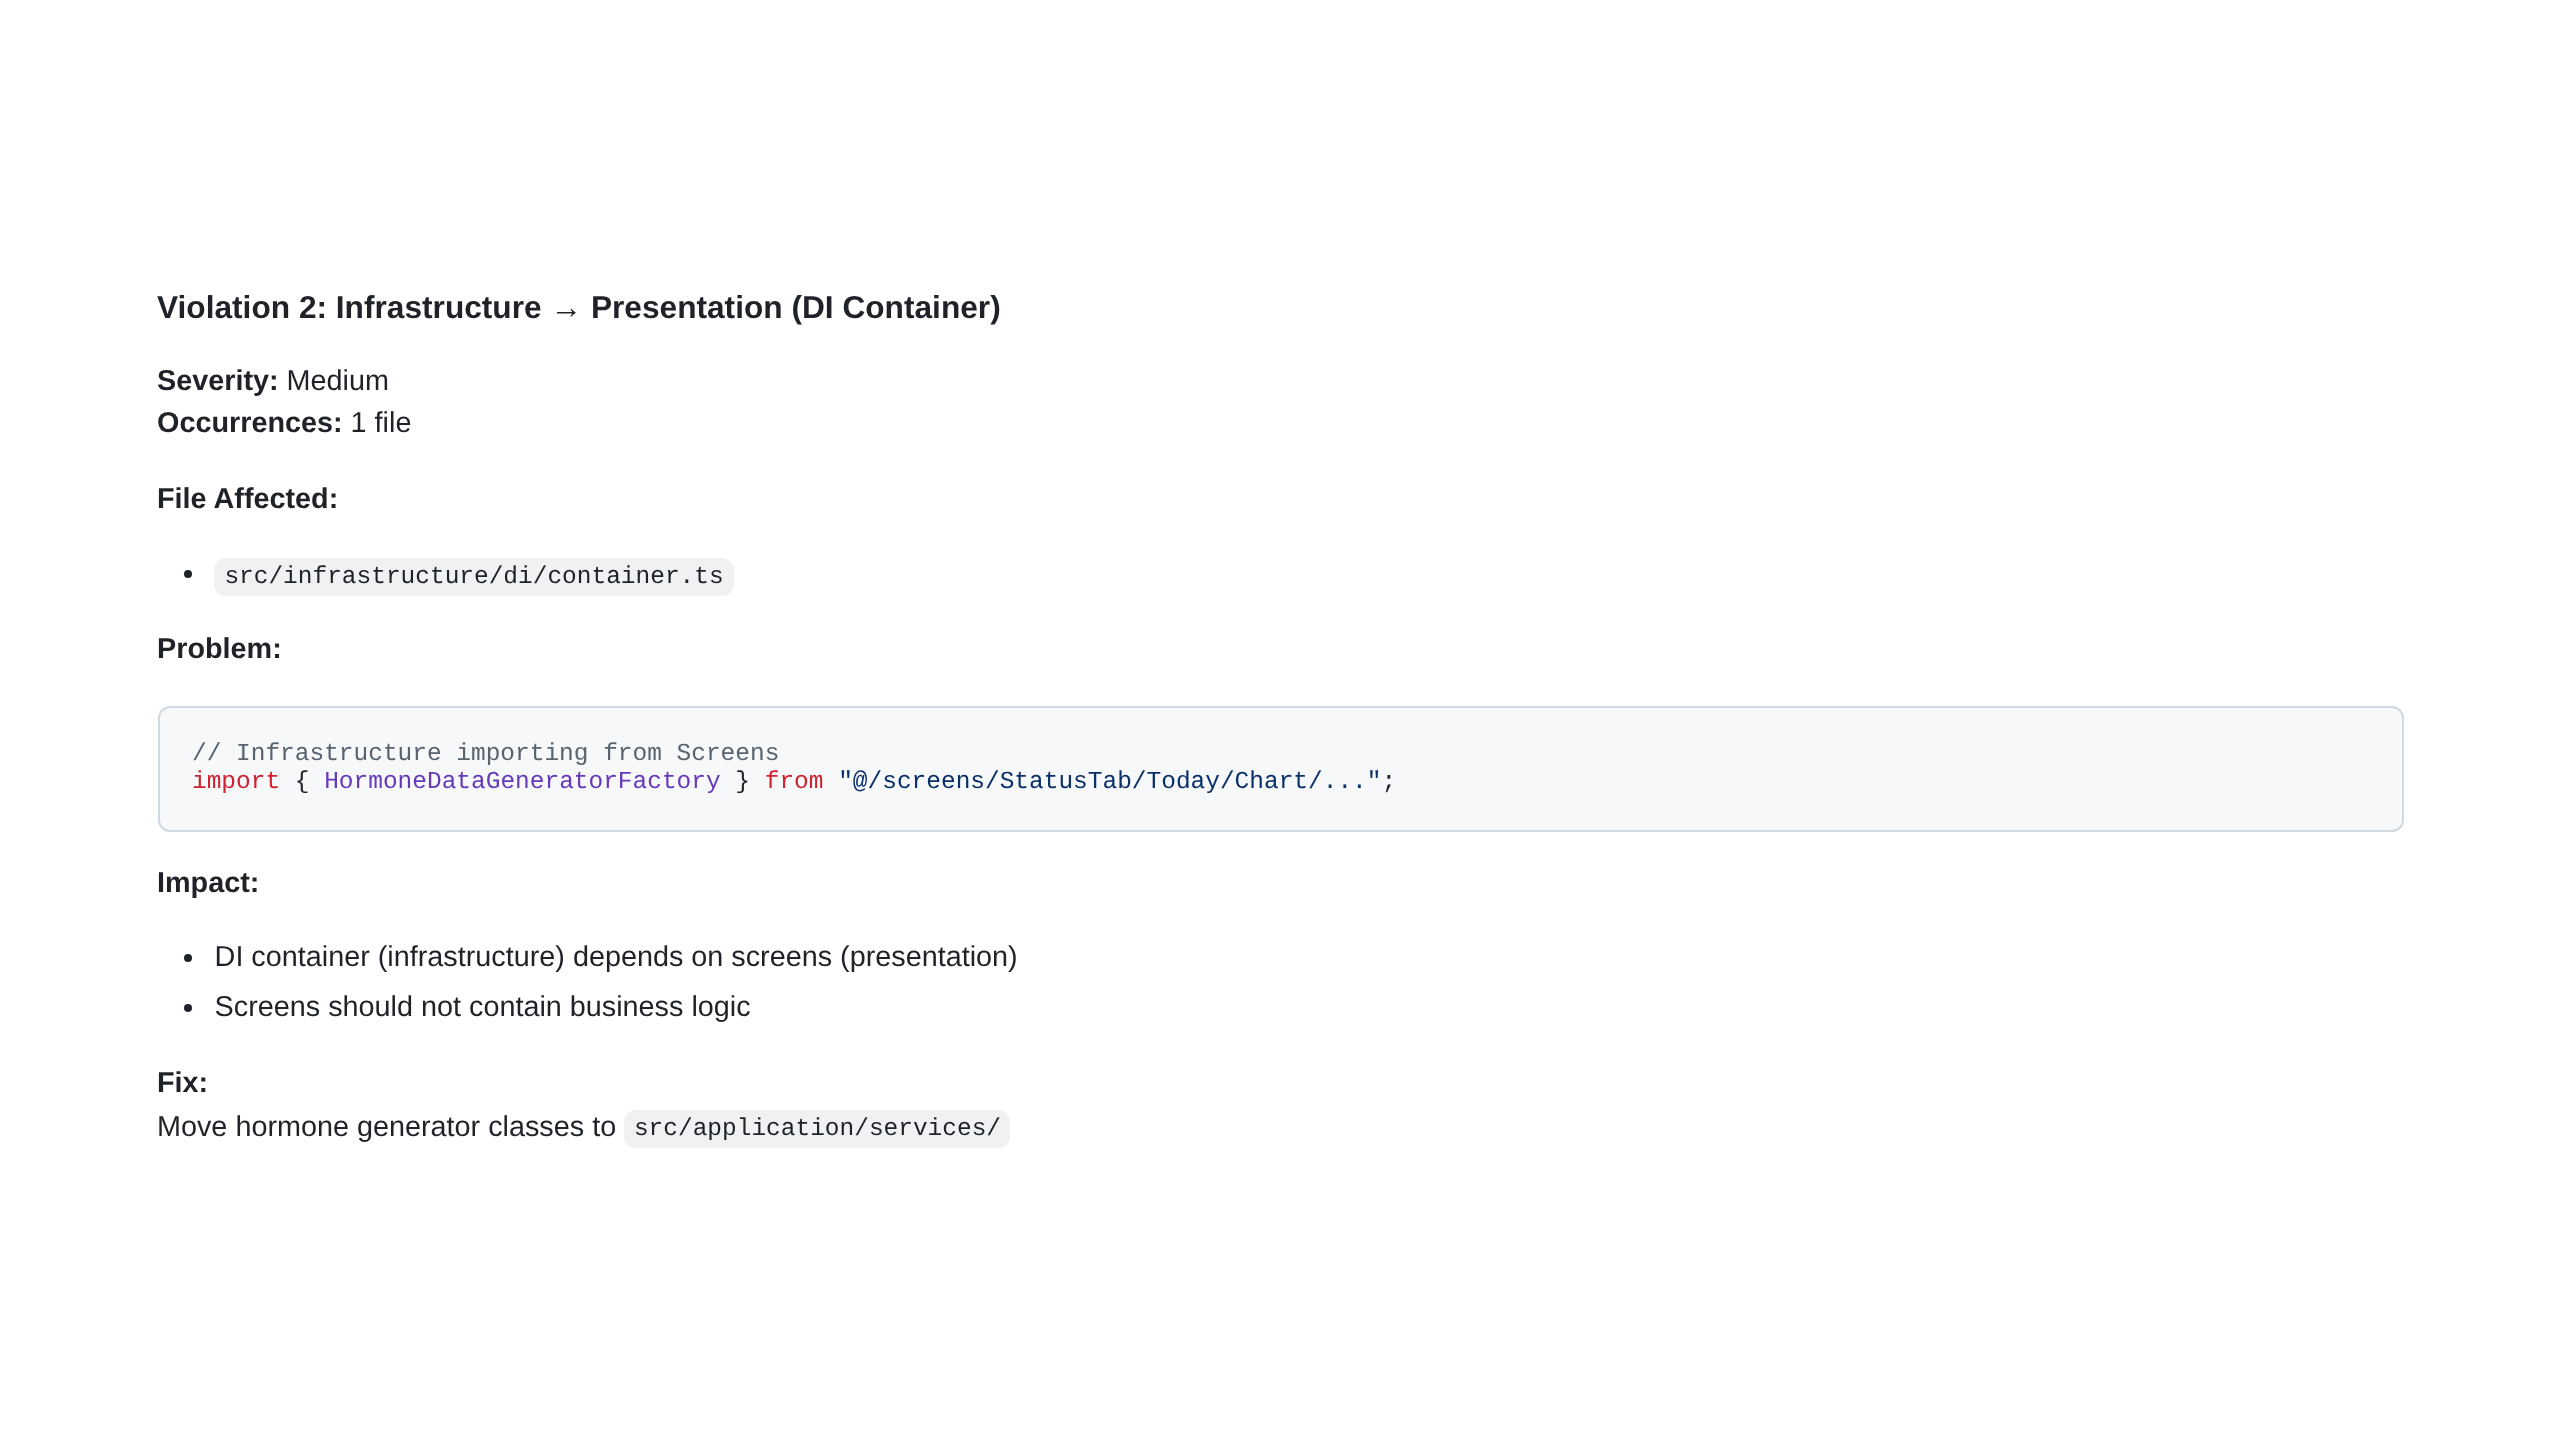 Violation 2: Infrastructure → Presentation (DI Container)
Severity: Medium
Occurrences: 1 file
File Affected:
• src/infrastructure/di/container.ts
Problem:
// Infrastructure importing from Screens
import { HormoneDataGeneratorFactory } from "@/screens/StatusTab/Today/Chart/...";
Impact:
• DI container (infrastructure) depends on screens (presentation)
• Screens should not contain business logic
Fix:
Move hormone generator classes to src/application/services/